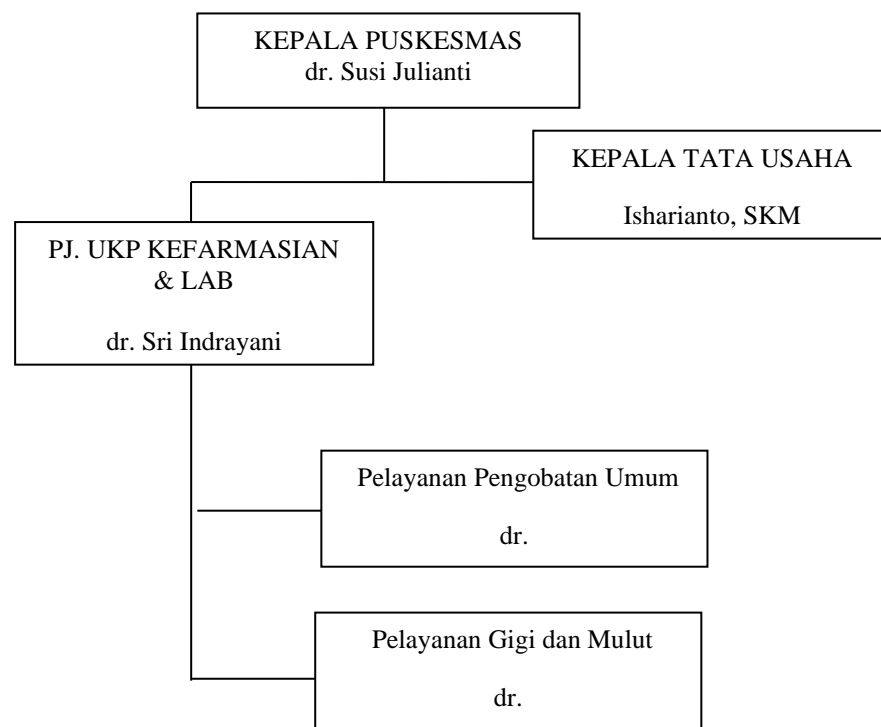 KEPALA PUSKESMAS
dr. Susi Julianti
KEPALA TATA USAHA
Isharianto, SKM
PJ. UKP KEFARMASIAN
& LAB
dr. Sri Indrayani
Pelayanan Pengobatan Umum
dr.
Pelayanan Gigi dan Mulut
dr.